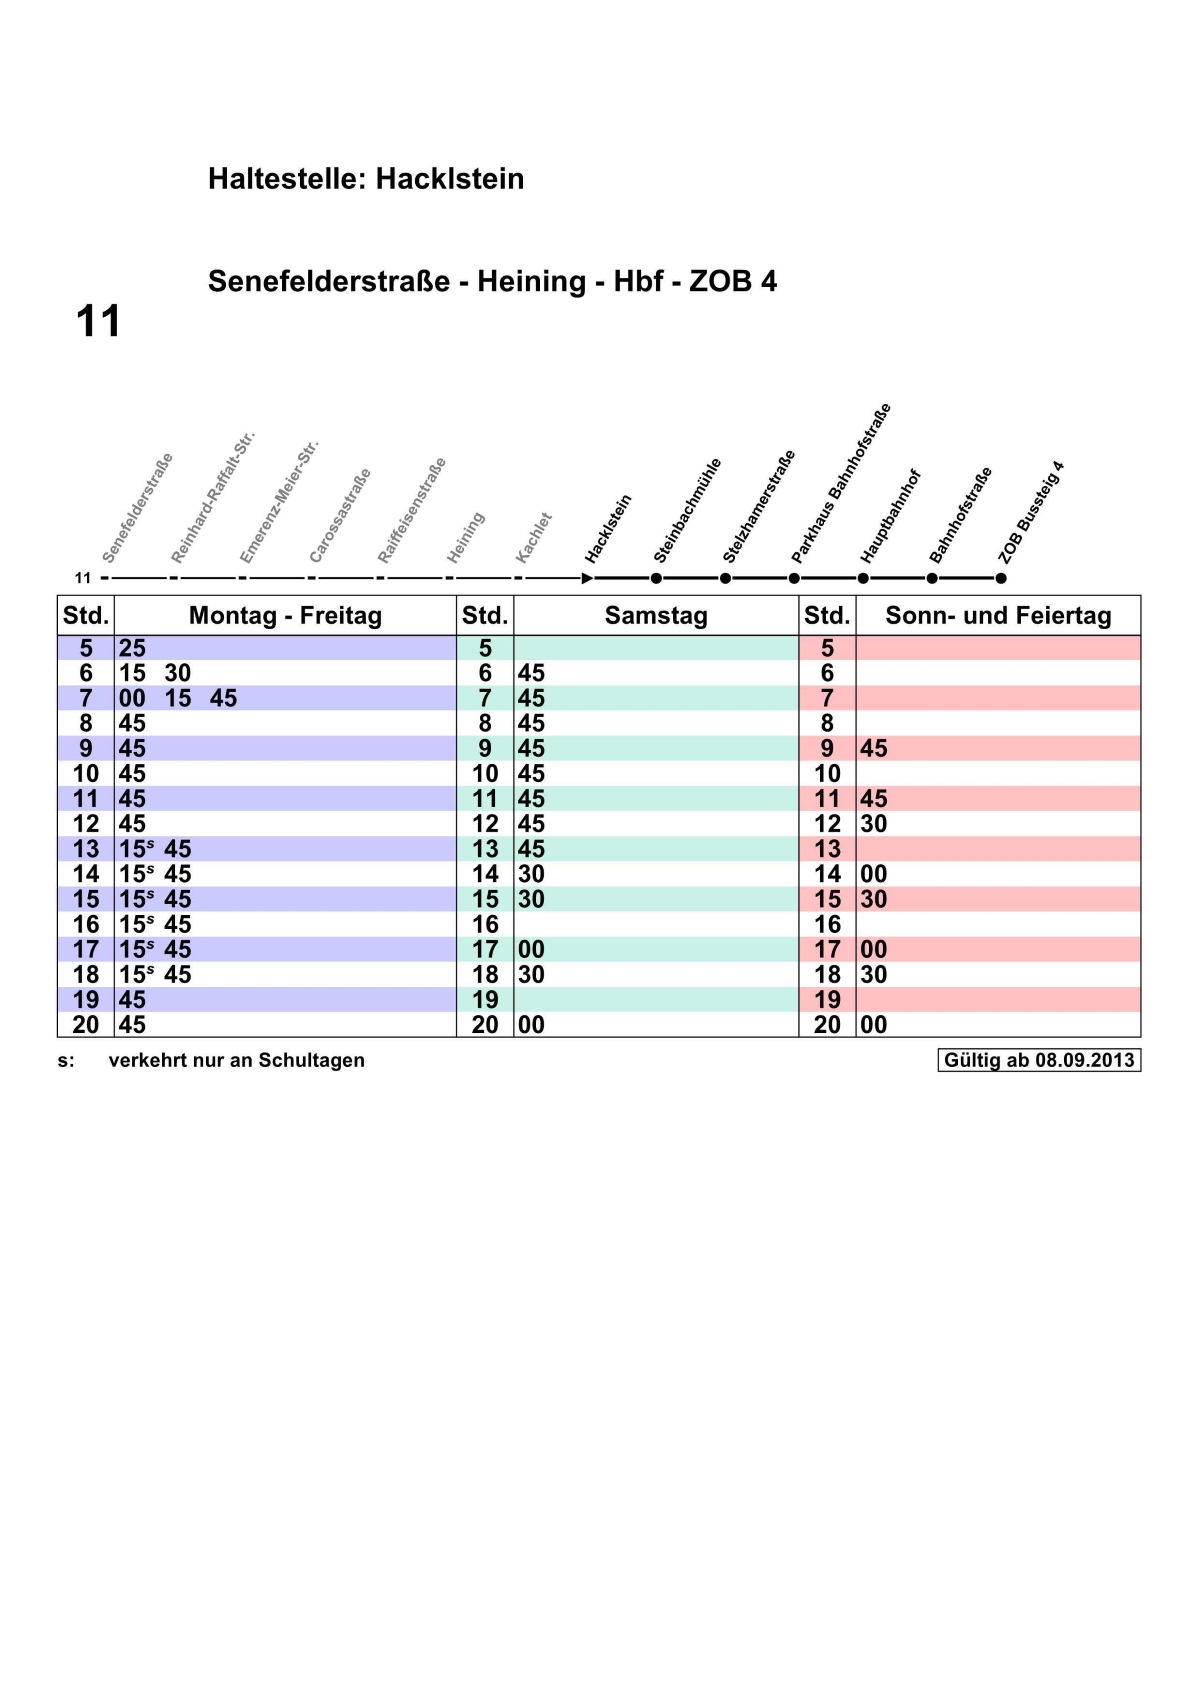 Haltestelle: Hacklstein
Senefelderstraße - Heining - Hbf - ZOB 4
11
Senefelderstraße
Reinhard-Raffalt-Str.
Emerenz-Meier-Str.
Carossastraße
Raiffeisenstraße
Heining
Kachlet
Hacklstein
Steinbachmühle
Stelzhamerstraße
Parkhaus Bahnhofstraße
Hauptbahnhof
Bahnhofstraße
ZOB Bussteig 4
11
Std. Montag - Freitag Std. Samstag Std. Sonn- und Feiertag
5 25 5 5
6 15 30 6 45 6
7 00 15 45 7 45 7
8 45 8 45 8
9 45 9 45 9 45
10 45 10 45 10
11 45 11 45 11 45
12 45 12 45 12 30
13 15s 45 13 45 13
14 15s 45 14 30 14 00
15 15s 45 15 30 15 30
16 15s 45 16 16
17 15s 45 17 00 17 00
18 15s 45 18 30 18 30
19 45 19 19
20 45 20 00 20 00
s: verkehrt nur an Schultagen Gültig ab 08.09.2013